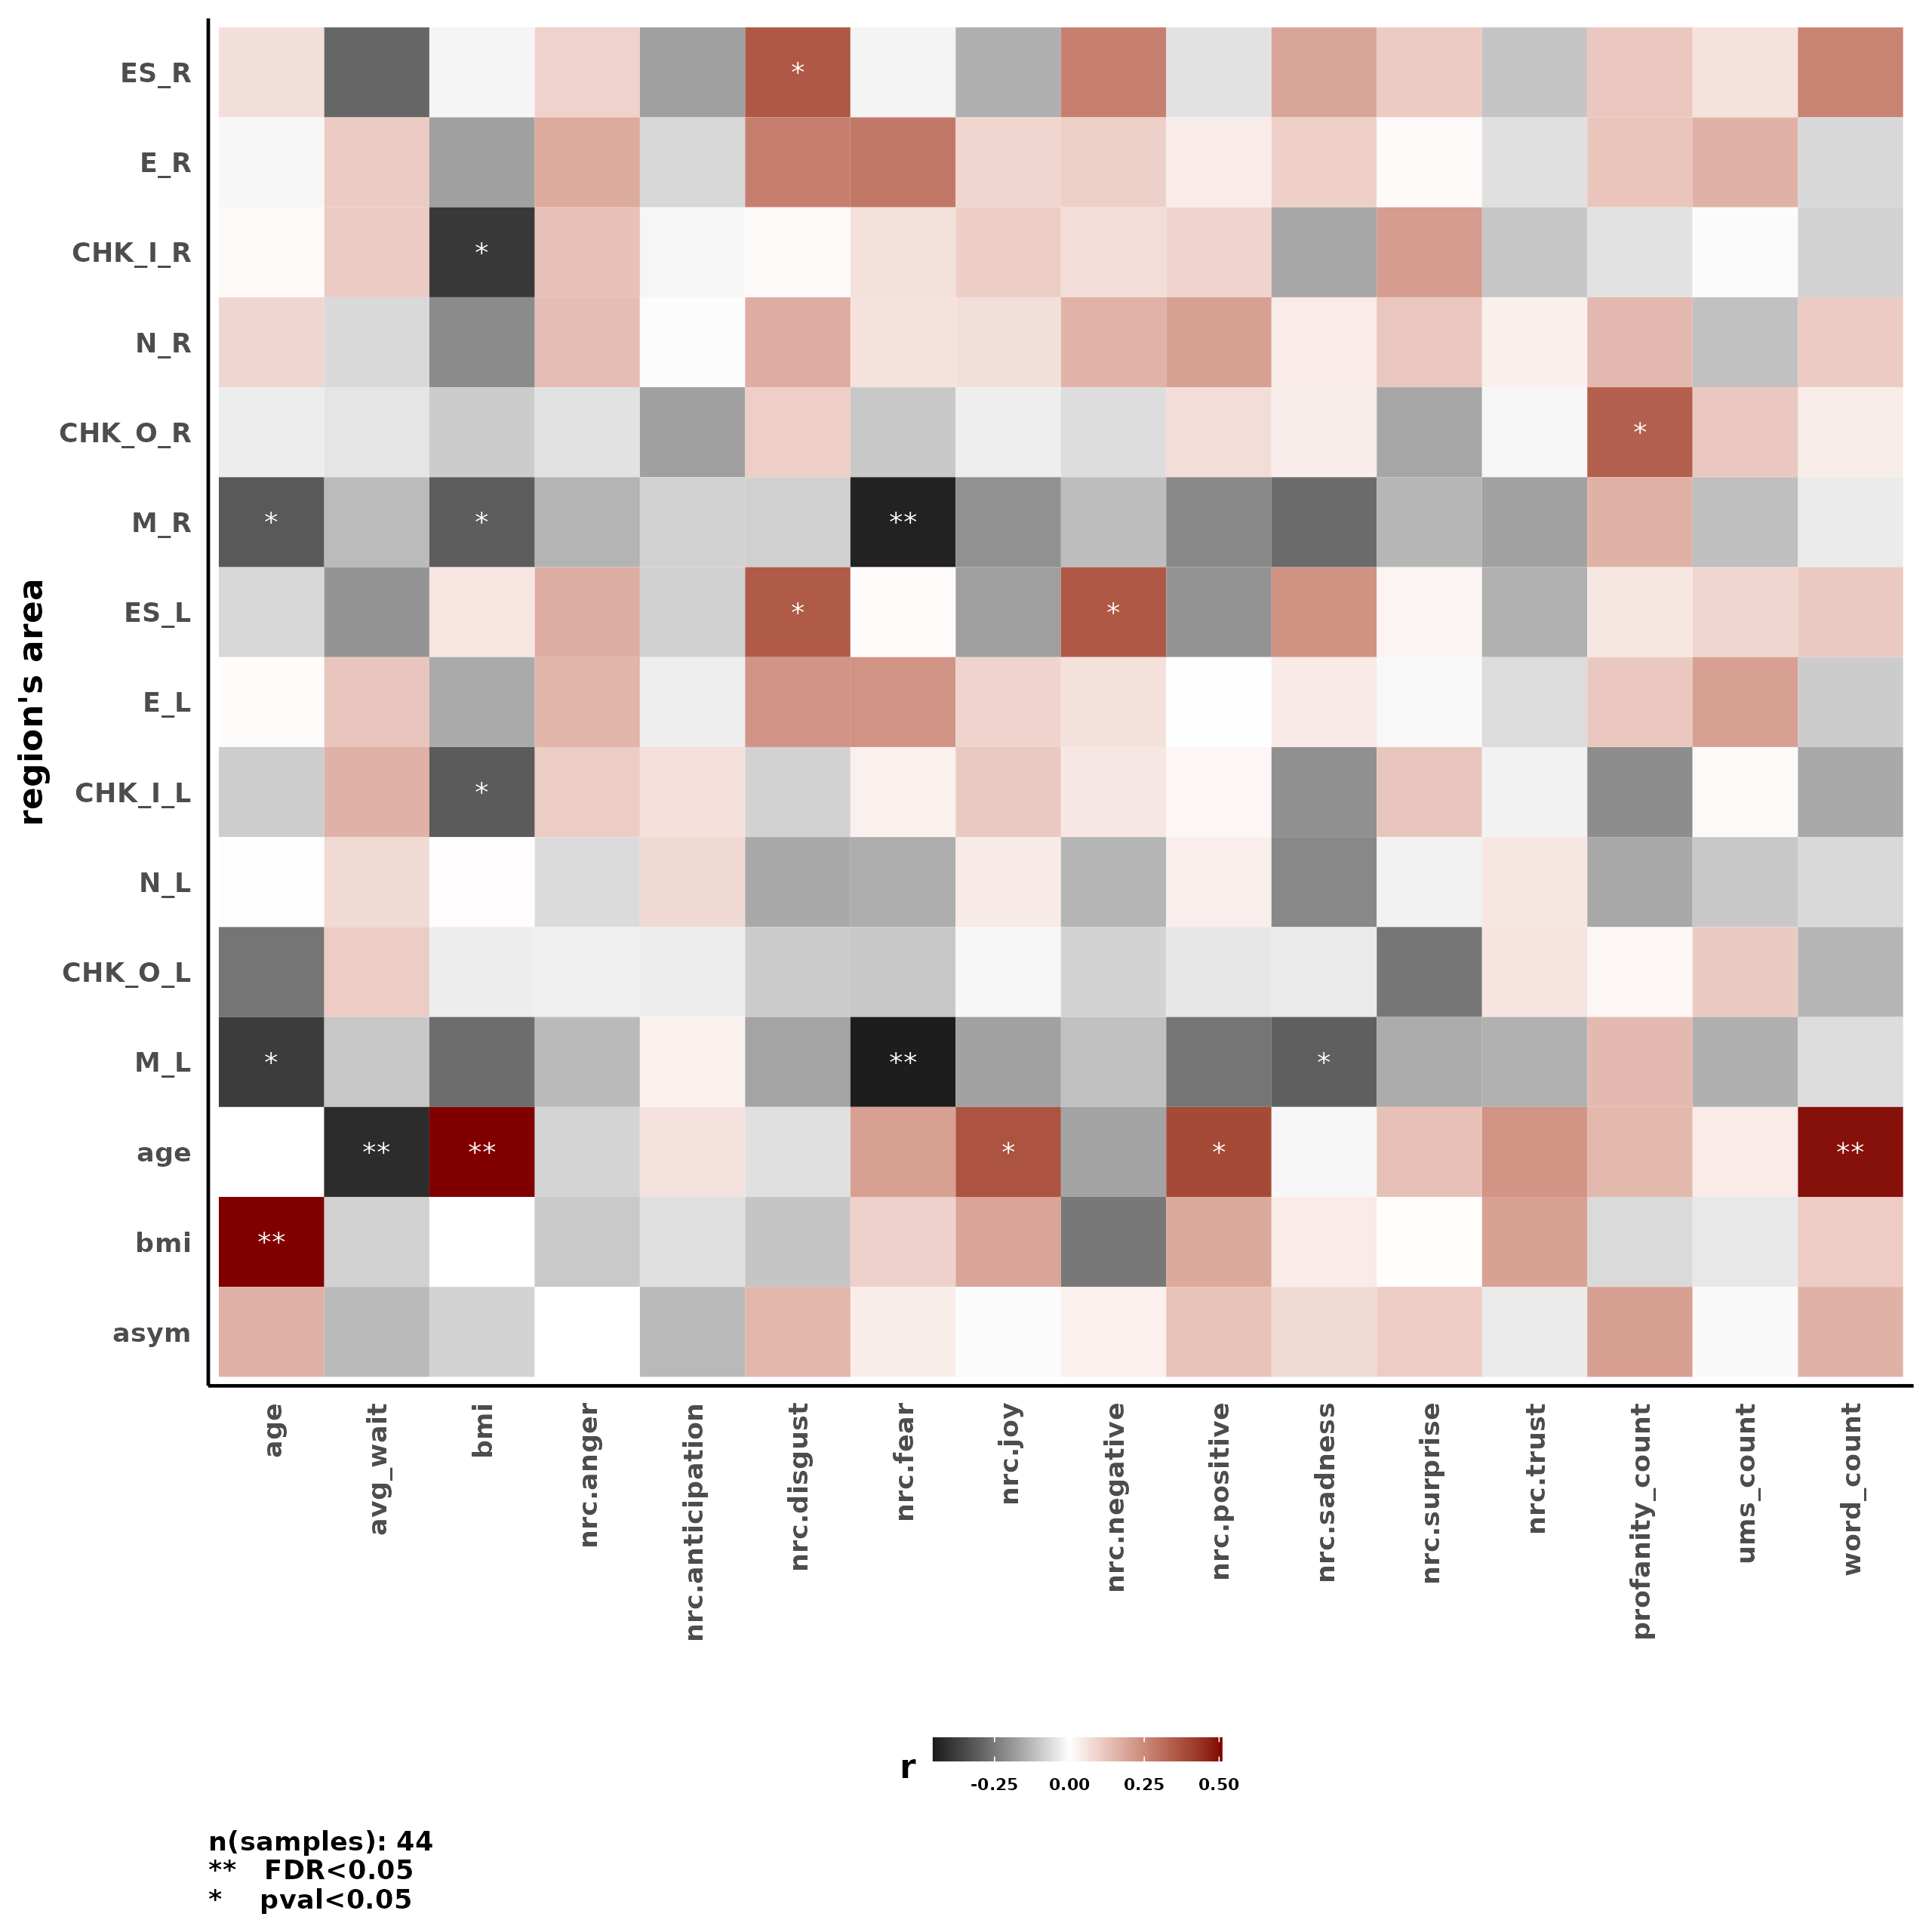 region's area
ES_R *
E_R
CHK_I_R *
N_R
CHK_O_R *
M_R * * **
ES_L * *
E_L
CHK_I_L *
N_L
CHK_O_L
M_L * ** *
age ** ** * * **
bmi **
asym
age
avg_wait
bmi
nrc.anger
nrc.anticipation
nrc.disgust
nrc.fear
nrc.joy
nrc.negative
nrc.positive
nrc.sadness
nrc.surprise
nrc.trust
profanity_count
ums_count
word_count
r
-0.25 0.00 0.25 0.50
n(samples): 44
** FDR<0.05
* pval<0.05